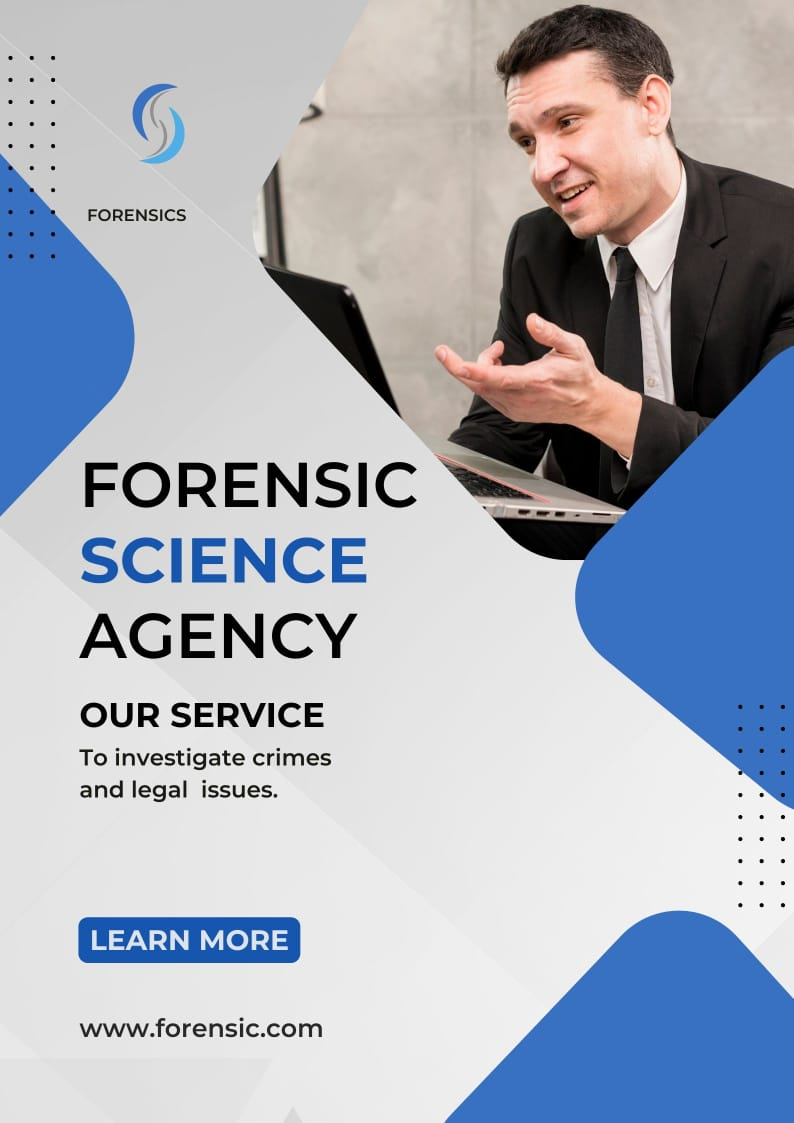 FORENSICS
FORENSIC
SCIENCE
AGENCY
OUR SERVICE
To investigate crimes
and legal  issues.
LEARN MORE
www.forensic.com